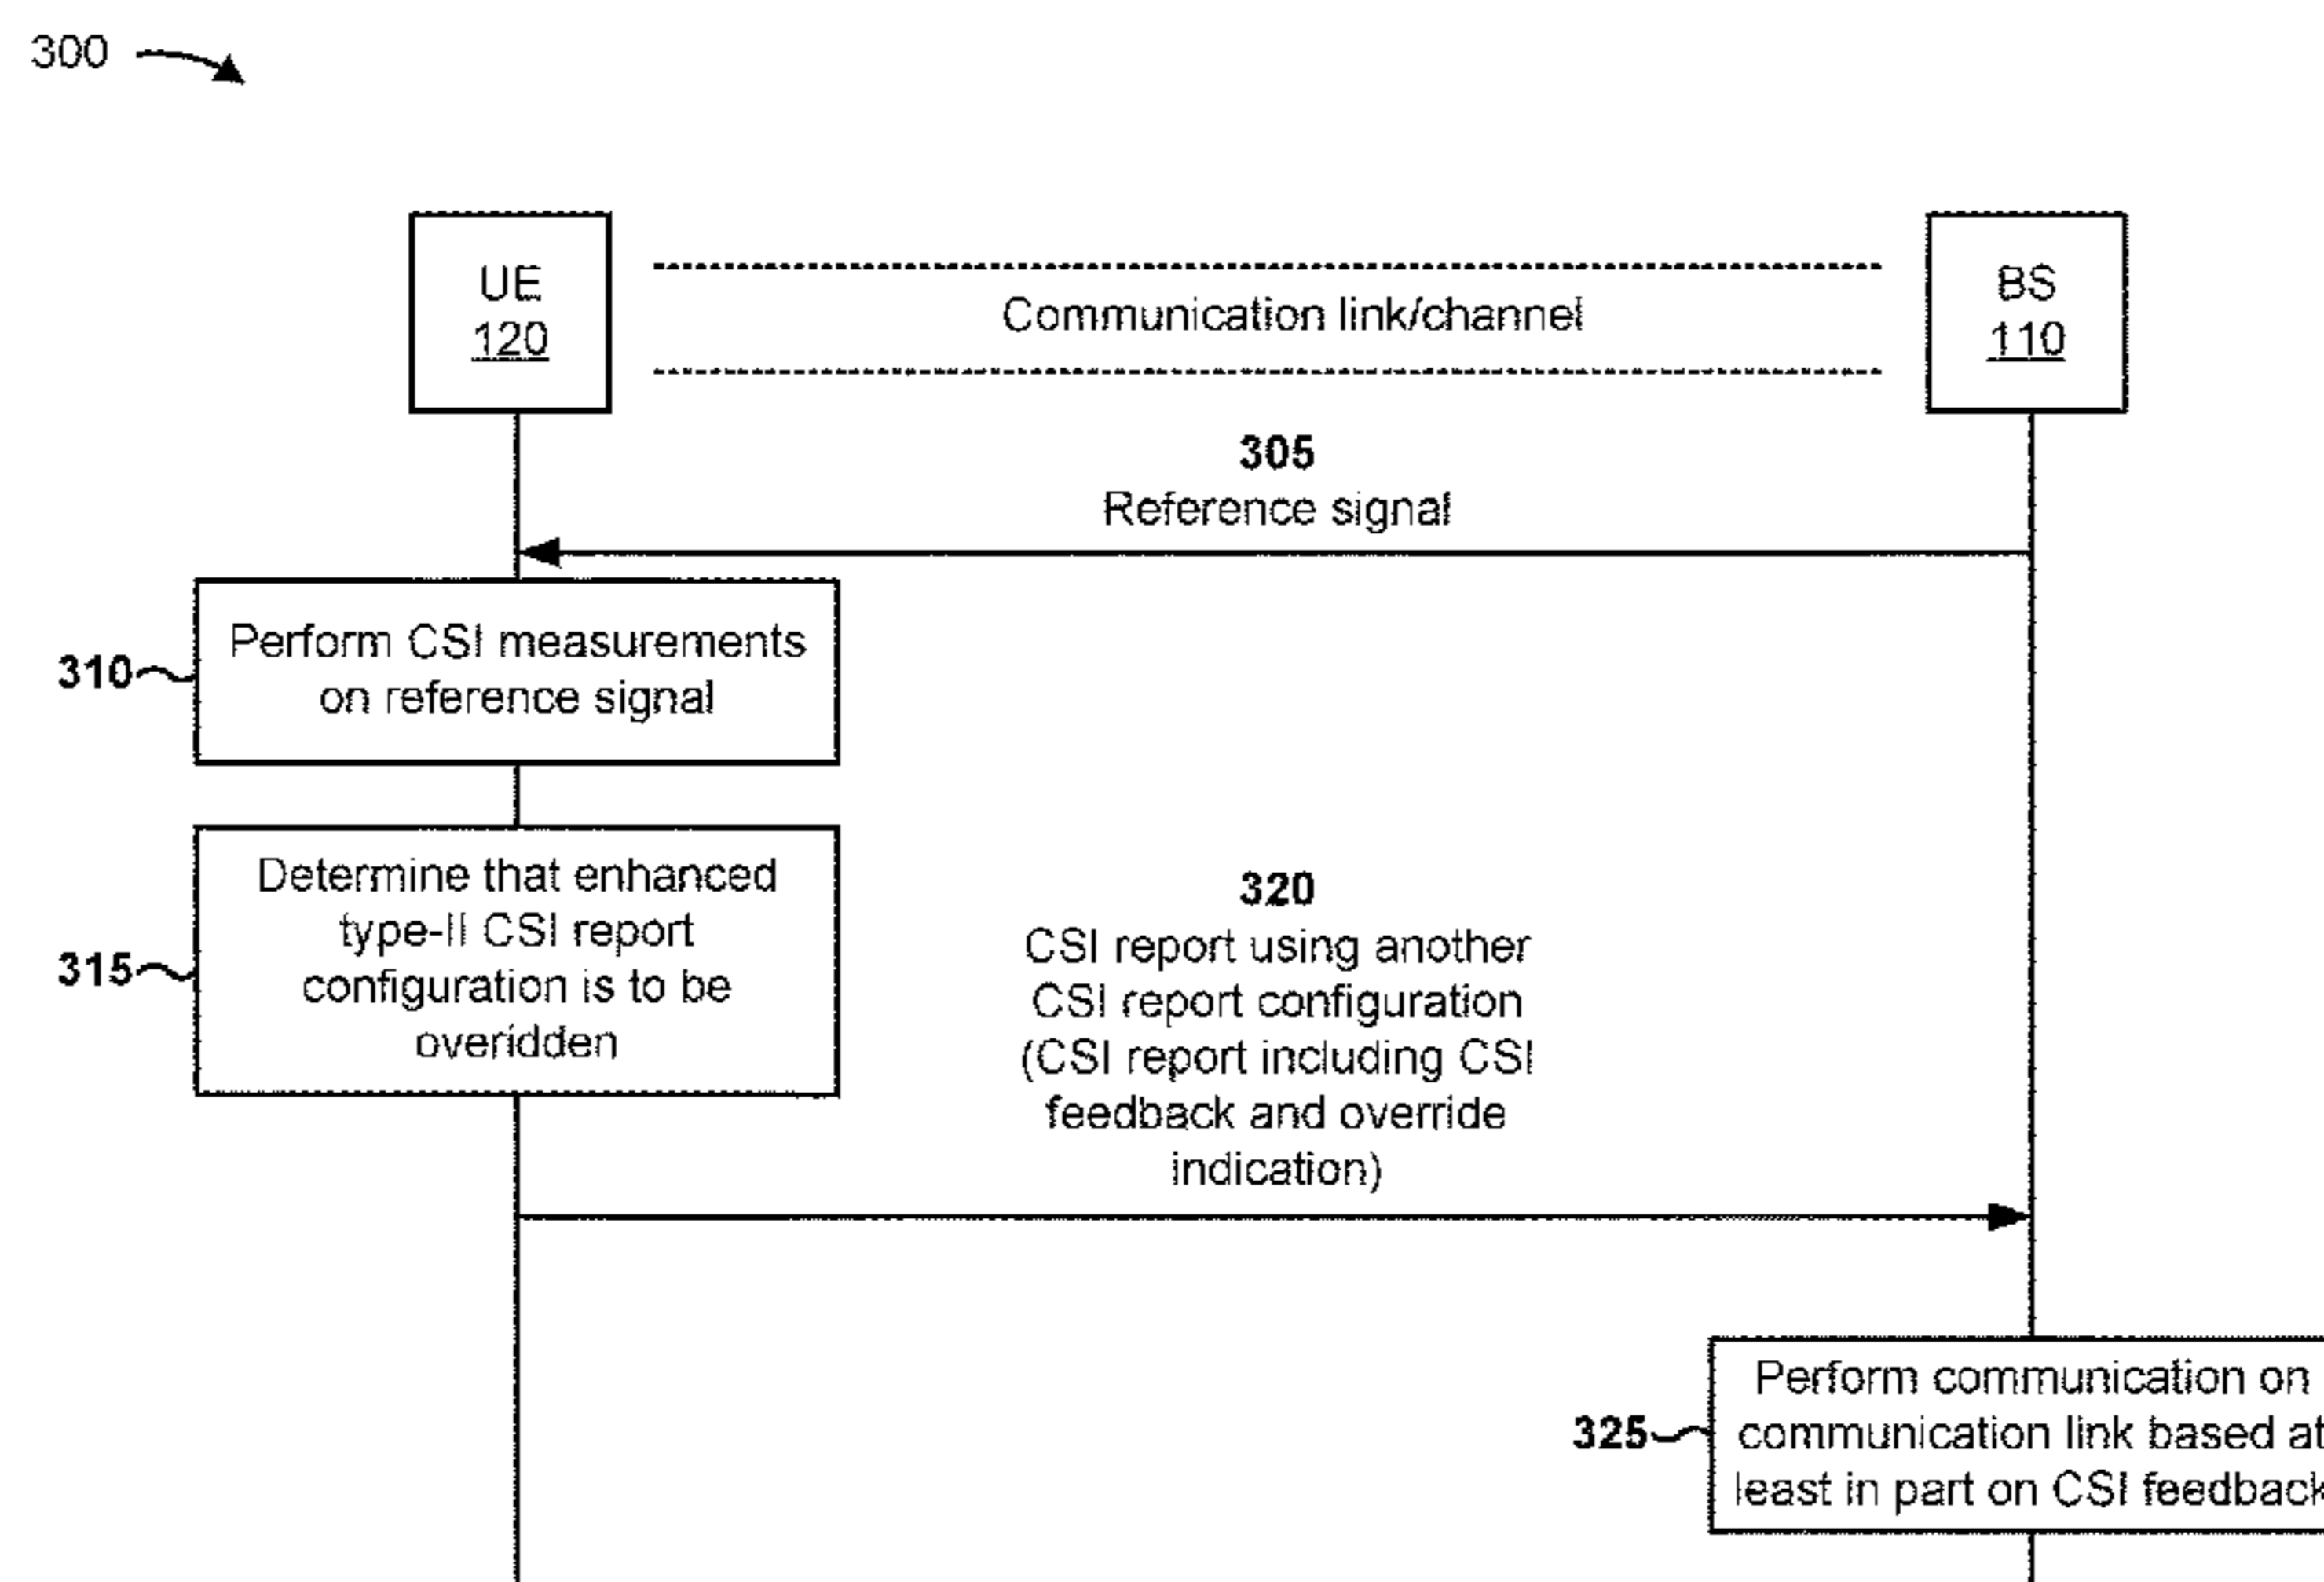 300
UE
120
Communication link/channel
BS
110
305
Reference signal
310
Perform CSI measurements
on reference signal
315
Determine that enhanced
type-II CSI report
configuration is to be
overidden
320
CSI report using another
CSI report configuration
(CSI report including CSI
feedback and override
indication)
325
Perform communication on
communication link based at
least in part on CSI feedback